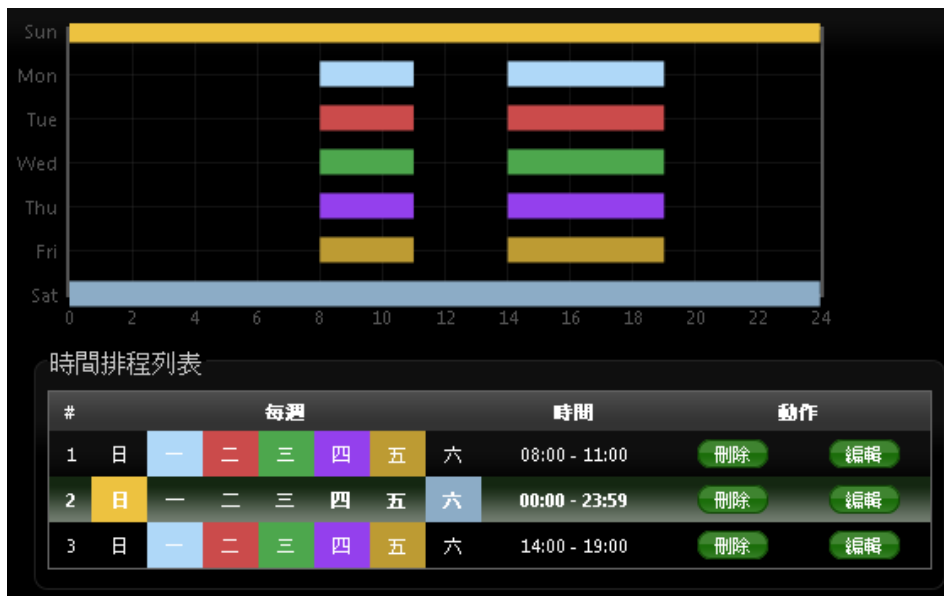 Sun
Mon
Tue
Wed
Thu
Fri
Sat
0 2 4 6 8 10 12 14 16 18 20 22 24
時間排程列表
# 每週 時間 動作
1 日 一 二 三 四 五 六 08:00 - 11:00 刪除 編輯
2 日 一 二 三 四 五 六 00:00 - 23:59 刪除 編輯
3 日 一 二 三 四 五 六 14:00 - 19:00 刪除 編輯